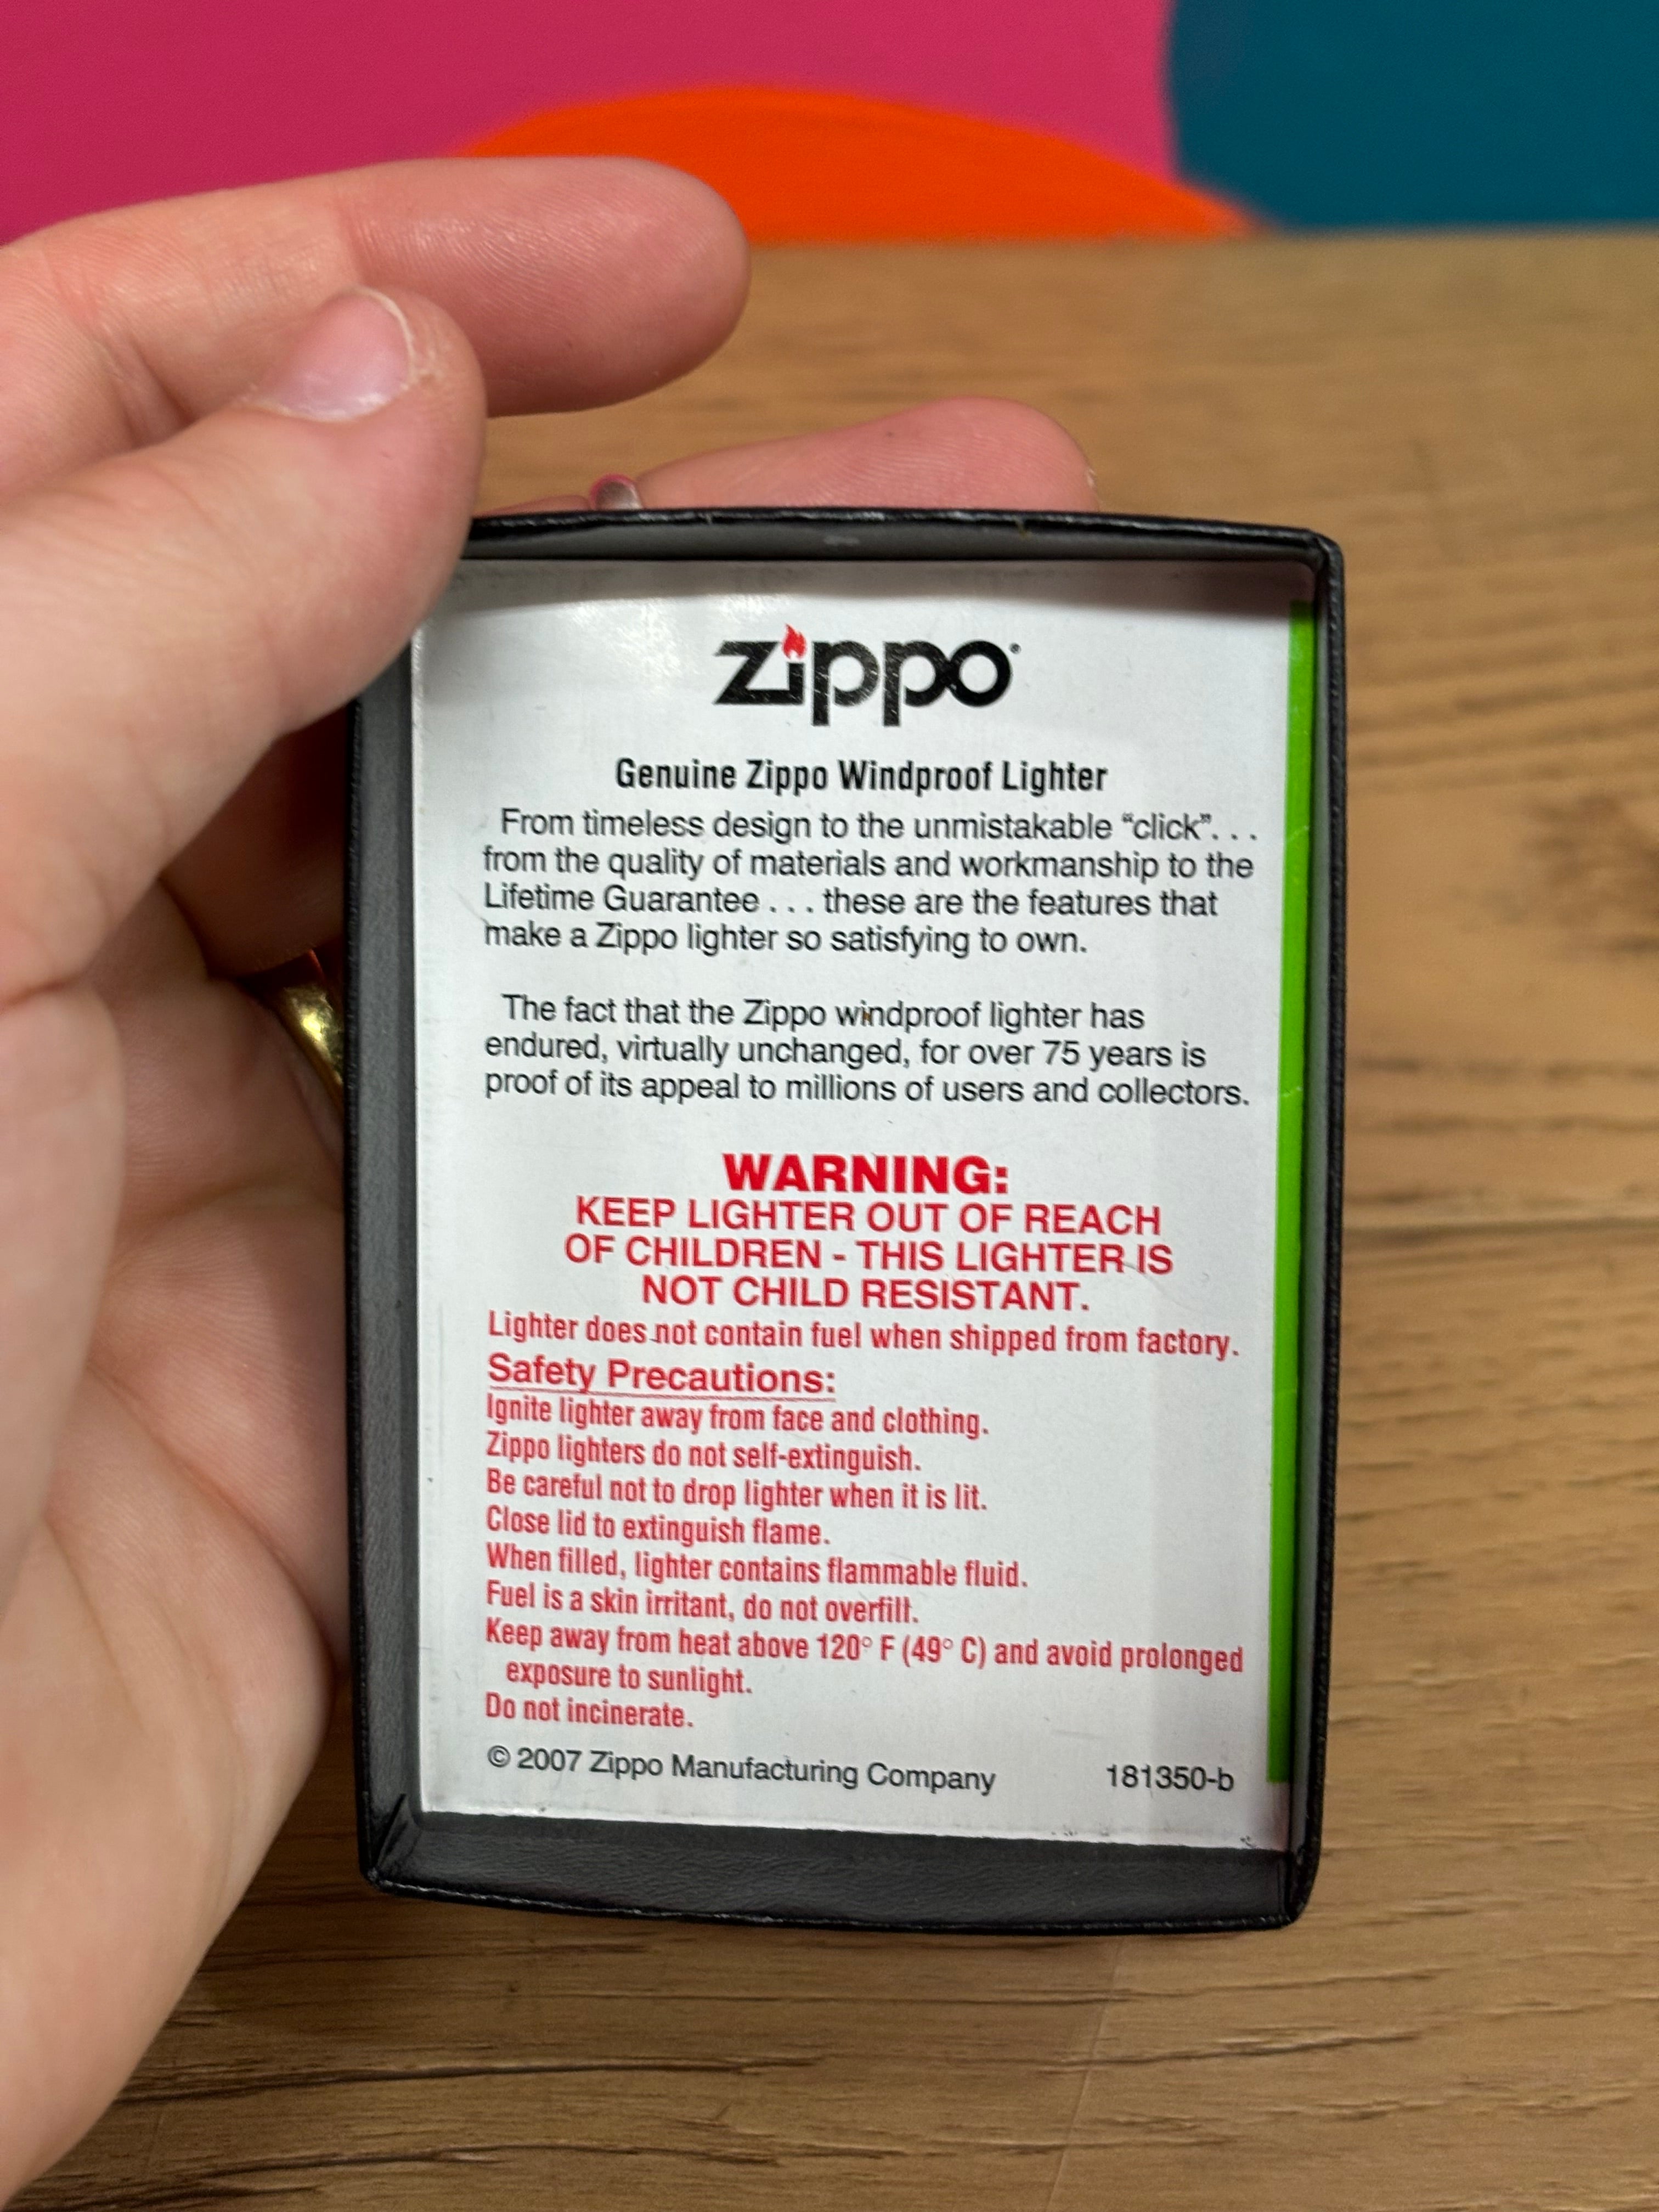 zippo
Genuine Zippo Windproof Lighter
From timeless design to the unmistakable “click”. . .
from the quality of materials and workmanship to the
Lifetime Guarantee . . . these are the features that
make a Zippo lighter so satisfying to own.
The fact that the Zippo windproof lighter has
endured, virtually unchanged, for over 75 years is
proof of its appeal to millions of users and collectors.
WARNING:
KEEP LIGHTER OUT OF REACH
OF CHILDREN - THIS LIGHTER IS
NOT CHILD RESISTANT.
Lighter does not contain fuel when shipped from factory.
Safety Precautions:
Ignite lighter away from face and clothing.
Zippo lighters do not self-extinguish.
Be careful not to drop lighter when it is lit.
Close lid to extinguish flame.
When filled, lighter contains flammable fluid.
Fuel is a skin irritant, do not overfill.
Keep away from heat above 120° F (49° C) and avoid prolonged
exposure to sunlight.
Do not incinerate.
© 2007 Zippo Manufacturing Company 181350-b